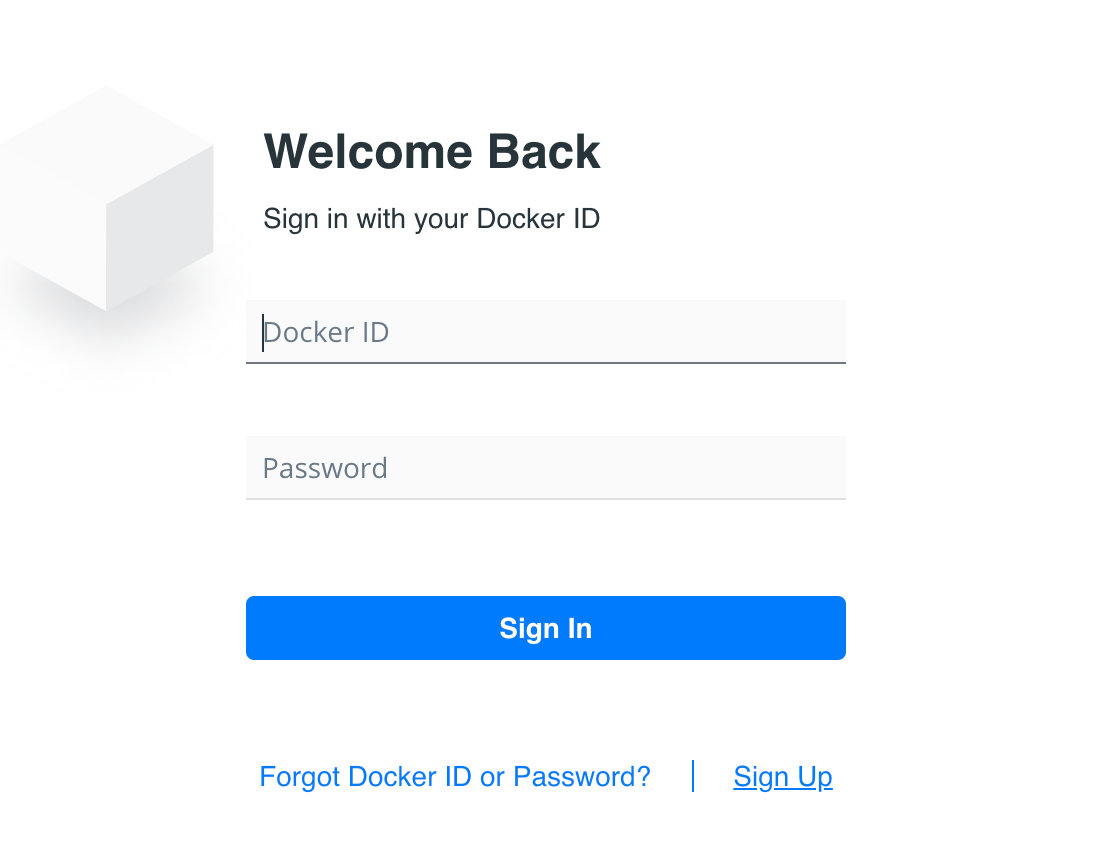 Welcome Back
Sign in with your Docker ID
Docker ID
Password
Sign In
Forgot Docker ID or Password? | Sign Up